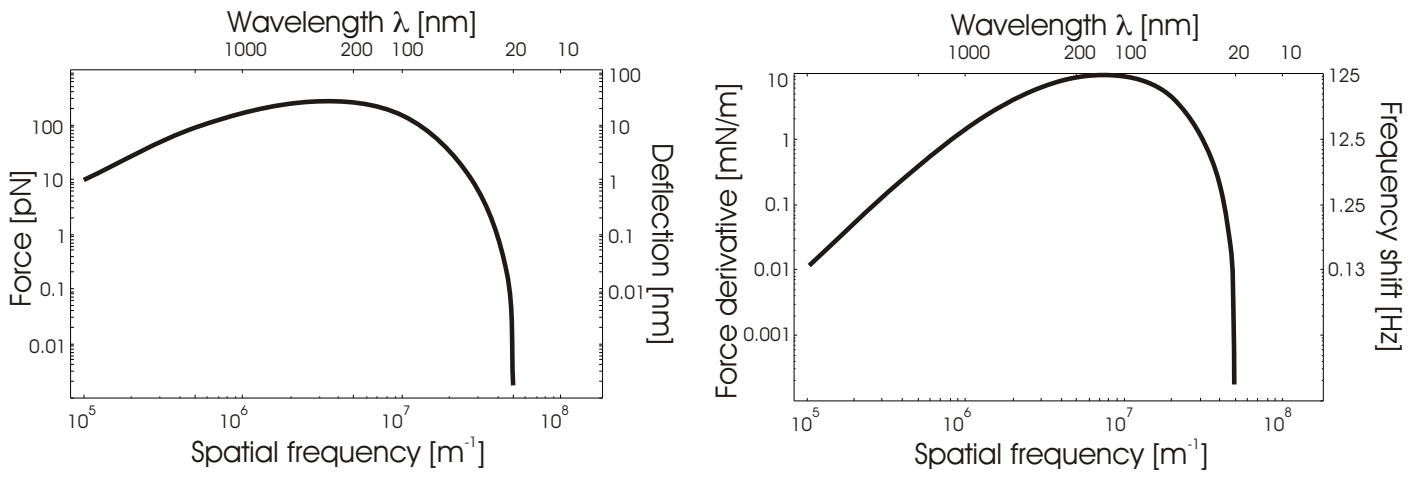 Wavelength λ [nm]
1000 200 100 20 10
Force [pN]
100
10
1
0.1
0.01
100
10
1
0.1
0.01
Deflection [nm]
10^5 10^6 10^7 10^8
Spatial frequency [m^-1]
Wavelength λ [nm]
1000 200 100 20 10
Force derivative [mN/m]
10
1
0.1
0.01
0.001
125
12.5
1.25
0.13
Frequency shift [Hz]
10^5 10^6 10^7 10^8
Spatial frequency [m^-1]